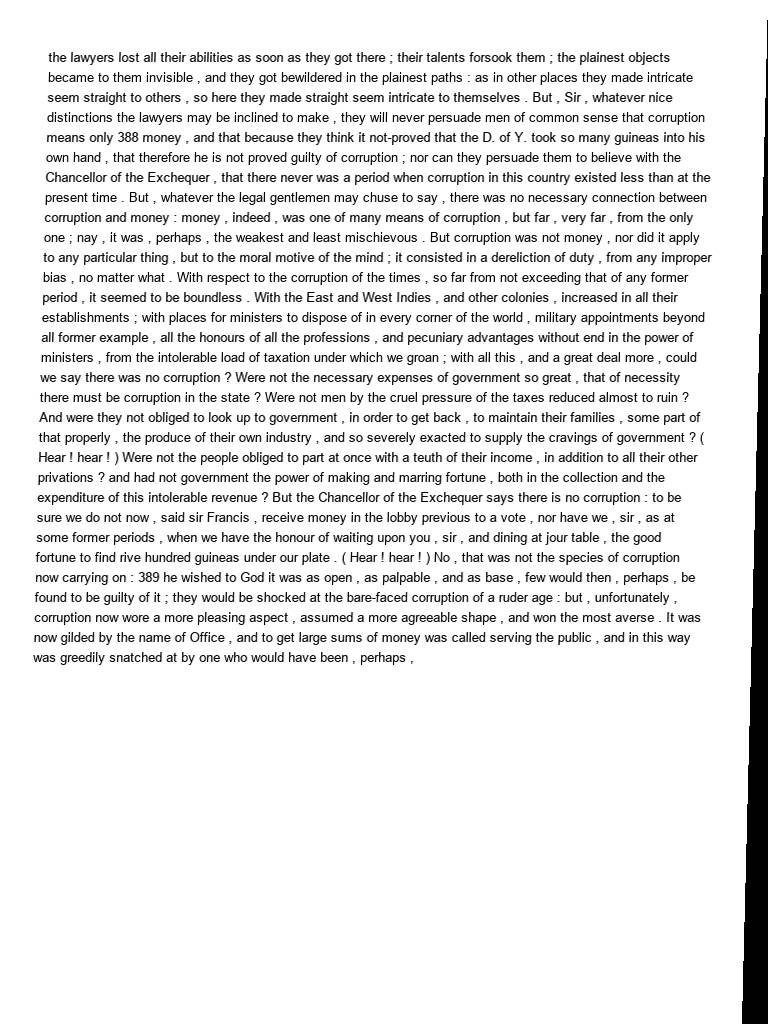 the lawyers lost all their abilities as soon as they got there ; their talents forsook them ; the plainest objects
became to them invisible , and they got bewildered in the plainest paths : as in other places they made intricate
seem straight to others , so here they made straight seem intricate to themselves . But , Sir , whatever nice
distinctions the lawyers may be inclined to make , they will never persuade men of common sense that corruption
means only 388 money , and that because they think it not-proved that the D. of Y. took so many guineas into his
own hand , that therefore he is not proved guilty of corruption ; nor can they persuade them to believe with the
Chancellor of the Exchequer , that there never was a period when corruption in this country existed less than at the
present time . But , whatever the legal gentlemen may chuse to say , there was no necessary connection between
corruption and money : money , indeed , was one of many means of corruption , but far , very far , from the only
one ; nay , it was , perhaps , the weakest and least mischievous . But corruption was not money , nor did it apply
to any particular thing , but to the moral motive of the mind ; it consisted in a dereliction of duty , from any improper
bias , no matter what . With respect to the corruption of the times , so far from not exceeding that of any former
period , it seemed to be boundless . With the East and West Indies , and other colonies , increased in all their
establishments ; with places for ministers to dispose of in every corner of the world , military appointments beyond
all former example , all the honours of all the professions , and pecuniary advantages without end in the power of
ministers , from the intolerable load of taxation under which we groan ; with all this , and a great deal more , could
we say there was no corruption ? Were not the necessary expenses of government so great , that of necessity
there must be corruption in the state ? Were not men by the cruel pressure of the taxes reduced almost to ruin ?
And were they not obliged to look up to government , in order to get back , to maintain their families , some part of
that properly , the produce of their own industry , and so severely exacted to supply the cravings of government ? (
Hear ! hear ! ) Were not the people obliged to part at once with a teuth of their income , in addition to all their other
privations ? and had not government the power of making and marring fortune , both in the collection and the
expenditure of this intolerable revenue ? But the Chancellor of the Exchequer says there is no corruption : to be
sure we do not now , said sir Francis , receive money in the lobby previous to a vote , nor have we , sir , as at
some former periods , when we have the honour of waiting upon you , sir , and dining at jour table , the good
fortune to find rive hundred guineas under our plate . ( Hear ! hear ! ) No , that was not the species of corruption
now carrying on : 389 he wished to God it was as open , as palpable , and as base , few would then , perhaps , be
found to be guilty of it ; they would be shocked at the bare-faced corruption of a ruder age : but , unfortunately ,
corruption now wore a more pleasing aspect , assumed a more agreeable shape , and won the most averse . It was
now gilded by the name of Office , and to get large sums of money was called serving the public , and in this way
was greedily snatched at by one who would have been , perhaps ,